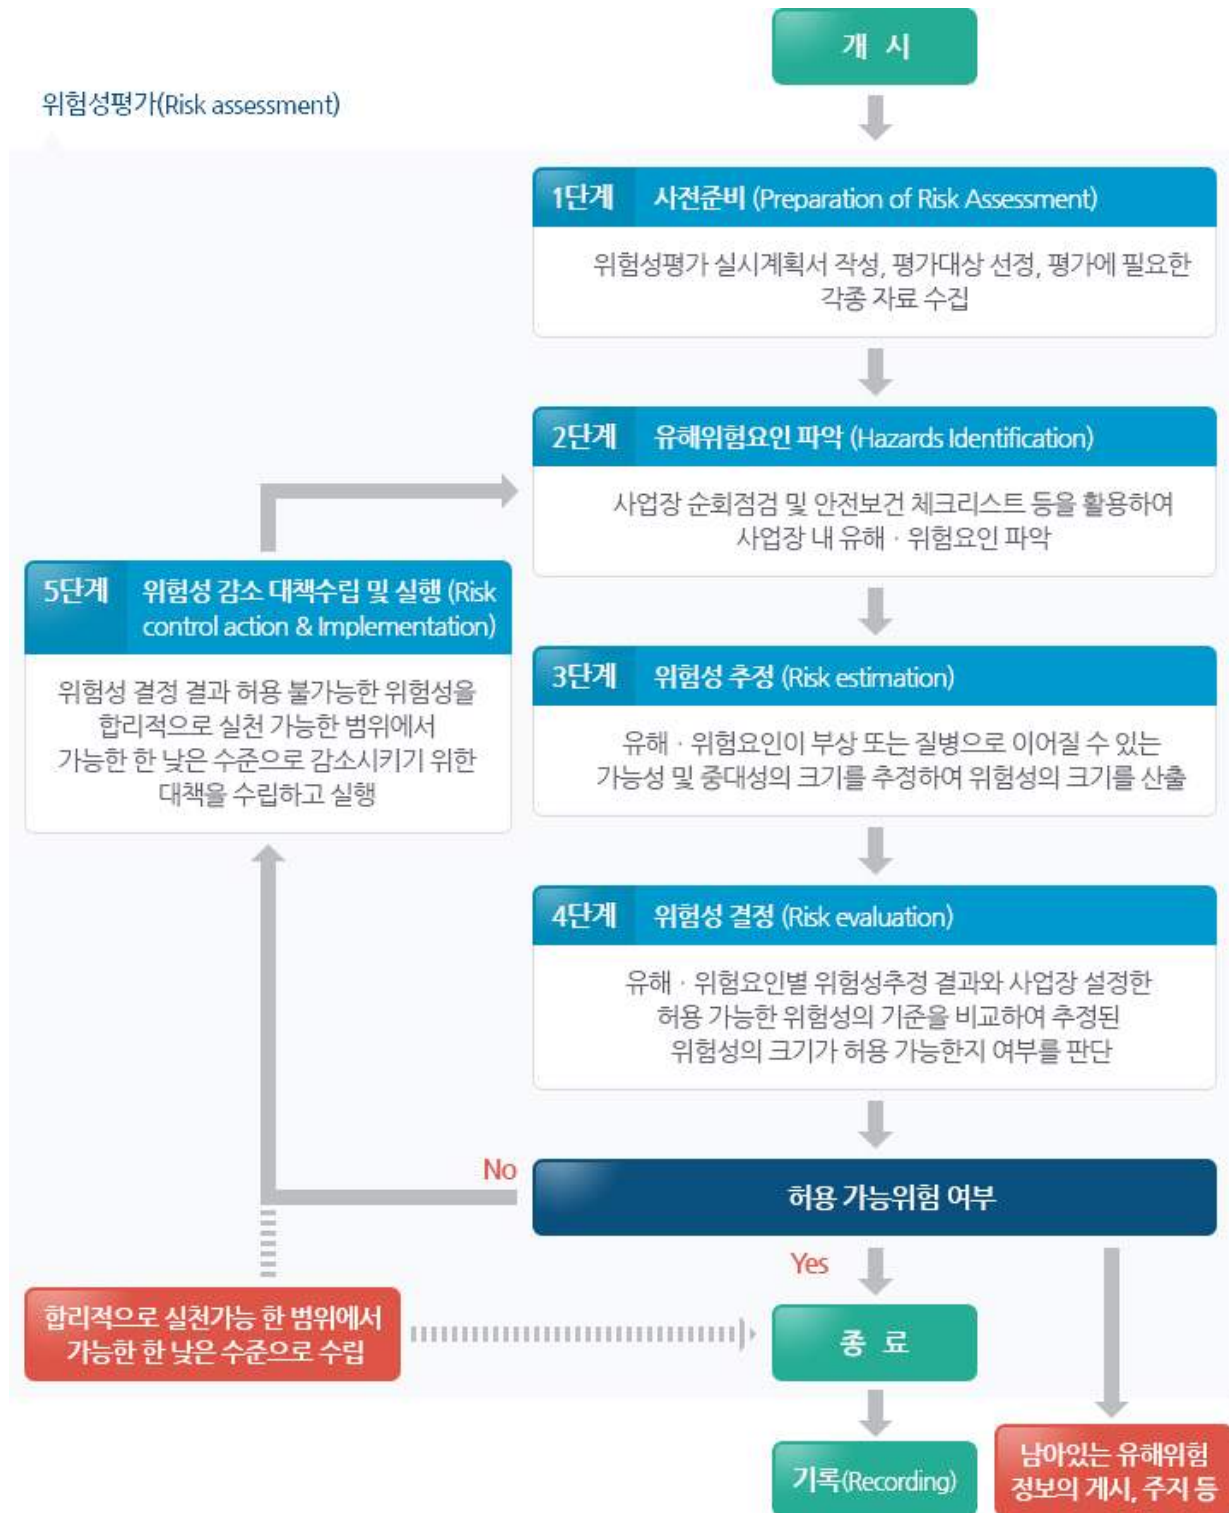 개 시
위험성평가(Risk assessment)
1단계 사전준비 (Preparation of Risk Assessment)
위험성평가 실시계획서 작성, 평가대상 선정, 평가에 필요한
각종 자료 수집
2단계 유해위험요인 파악 (Hazards Identification)
사업장 순회점검 및 안전보건 체크리스트 등을 활용하여
사업장 내 유해 · 위험요인 파악
3단계 위험성 추정 (Risk estimation)
유해 · 위험요인이 부상 또는 질병으로 이어질 수 있는
가능성 및 중대성의 크기를 추정하여 위험성의 크기를 산출
4단계 위험성 결정 (Risk evaluation)
유해 · 위험요인별 위험성추정 결과와 사업장 설정한
허용 가능한 위험성의 기준을 비교하여 추정된
위험성의 크기가 허용 가능한지 여부를 판단
5단계 위험성 감소 대책수립 및 실행 (Risk
control action & Implementation)
위험성 결정 결과 허용 불가능한 위험성을
합리적으로 실천 가능한 범위에서
가능한 한 낮은 수준으로 감소시키기 위한
대책을 수립하고 실행
No
허용 가능위험 여부
Yes
합리적으로 실천가능 한 범위에서
가능한 한 낮은 수준으로 수립
종 료
기록(Recording)
남아있는 유해위험
정보의 게시, 주지 등